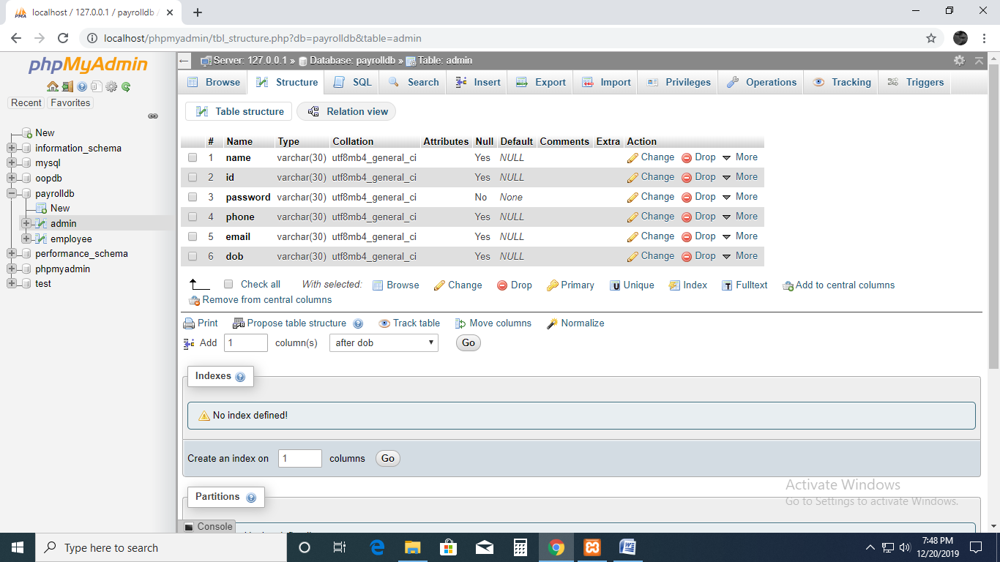 localhost / 127.0.0.1 / payrolldb /
localhost/phpmyadmin/tbl_structure.php?db=payrolldb&table=admin
phpMyAdmin
Recent Favorites
New
information_schema
mysql
oopdb
payrolldb
New
admin
employee
performance_schema
phpmyadmin
test
Server: 127.0.0.1 » Database: payrolldb » Table: admin
Browse Structure SQL Search Insert Export Import Privileges Operations Tracking Triggers
Table structure Relation view
# Name Type Collation Attributes Null Default Comments Extra Action
1 name varchar(30) utf8mb4_general_ci Yes NULL Change Drop More
2 id varchar(30) utf8mb4_general_ci Yes NULL Change Drop More
3 password varchar(30) utf8mb4_general_ci No None Change Drop More
4 phone varchar(30) utf8mb4_general_ci Yes NULL Change Drop More
5 email varchar(30) utf8mb4_general_ci Yes NULL Change Drop More
6 dob varchar(30) utf8mb4_general_ci Yes NULL Change Drop More
Check all With selected: Browse Change Drop Primary Unique Index Fulltext Add to central columns
Remove from central columns
Print Propose table structure Track table Move columns Normalize
Add 1 column(s) after dob Go
Indexes
No index defined!
Create an index on 1 columns Go
Partitions
Console
Activate Windows
Go to Settings to activate Windows.
Type here to search
7:48 PM
12/20/2019